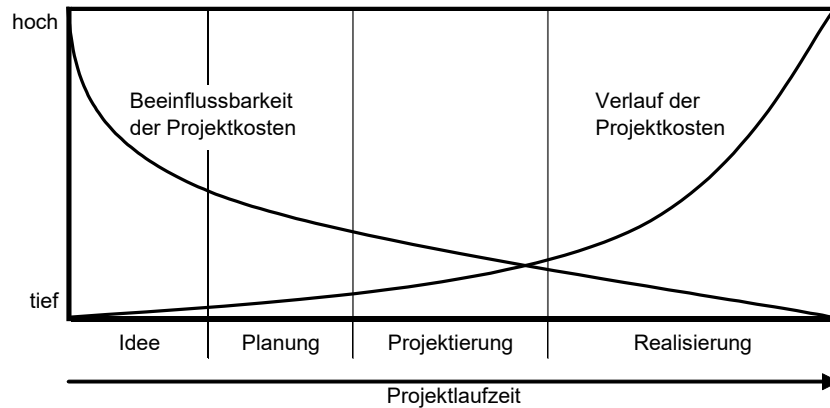 hoch
Beeinflussbarkeit
der Projektkosten
Verlauf der
Projektkosten
tief
Idee
Planung
Projektierung
Realisierung
Projektlaufzeit